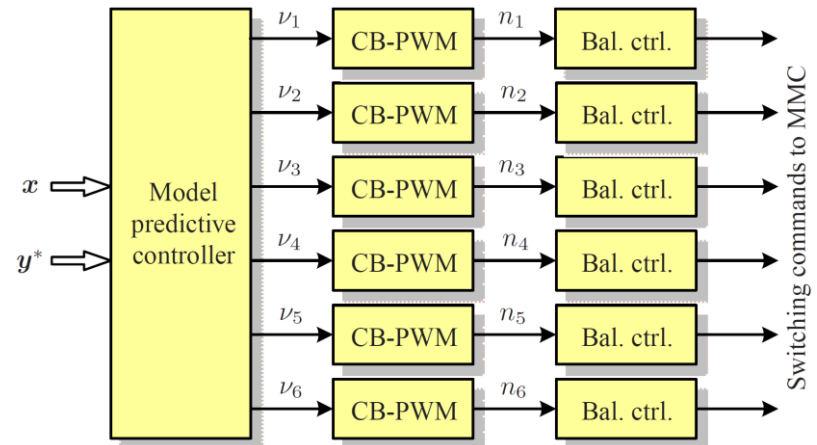 ν₁ CB-PWM n₁ Bal. ctrl.
ν₂ CB-PWM n₂ Bal. ctrl.
x ν₃ CB-PWM n₃ Bal. ctrl.
Model
predictive
controller
y* ν₄ CB-PWM n₄ Bal. ctrl.
ν₅ CB-PWM n₅ Bal. ctrl.
ν₆ CB-PWM n₆ Bal. ctrl.
Switching commands to MMC